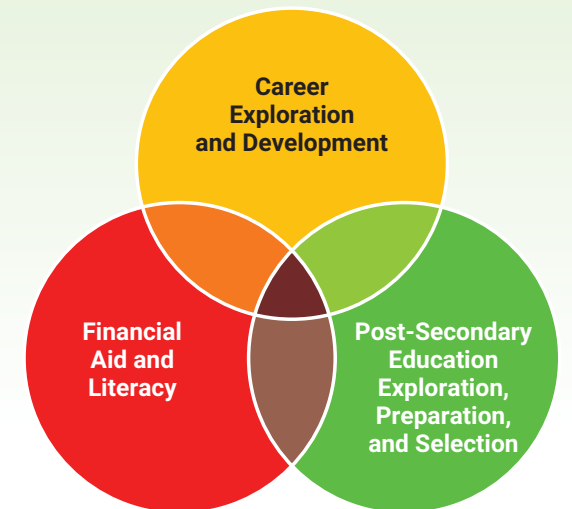 Career
Exploration
and Development
Financial
Aid and
Literacy
Post-Secondary
Education
Exploration,
Preparation,
and Selection